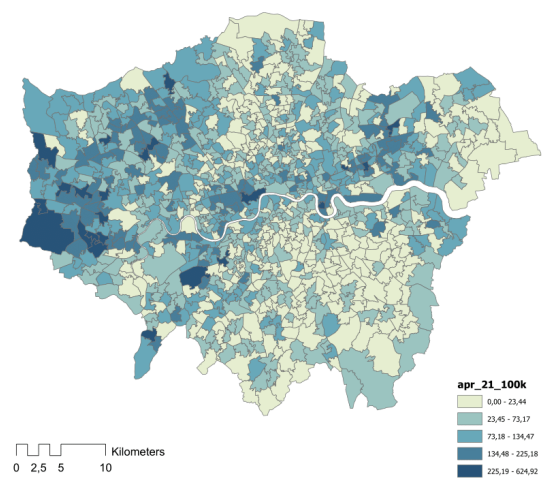 apr_21_100k
0,00 - 23,44
23,45 - 73,17
73,18 - 134,47
134,48 - 225,18
225,19 - 624,92
Kilometers
0 2,5 5 10